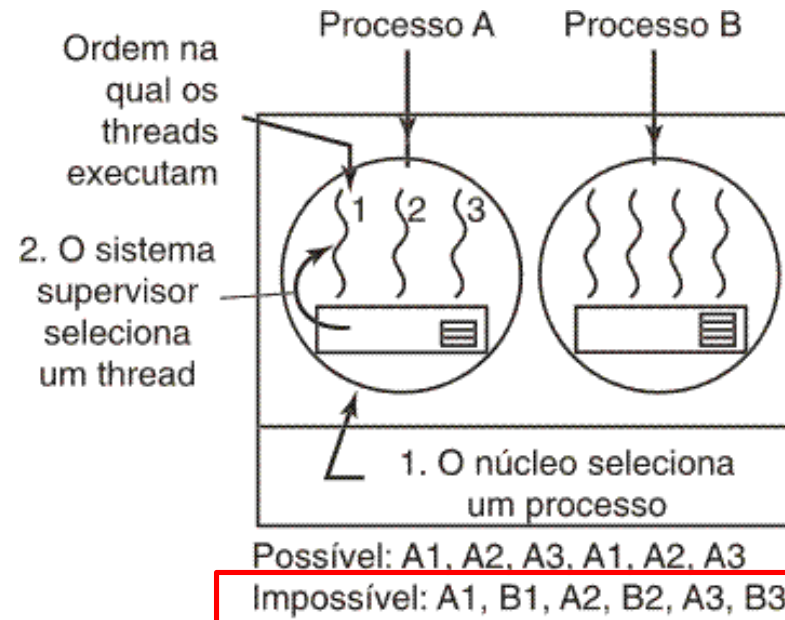 Processo A
Processo B
Ordem na
qual os
threads
executam
1
2
3
2. O sistema
supervisor
seleciona
um thread
1. O núcleo seleciona
um processo
Possível: A1, A2, A3, A1, A2, A3
Impossível: A1, B1, A2, B2, A3, B3